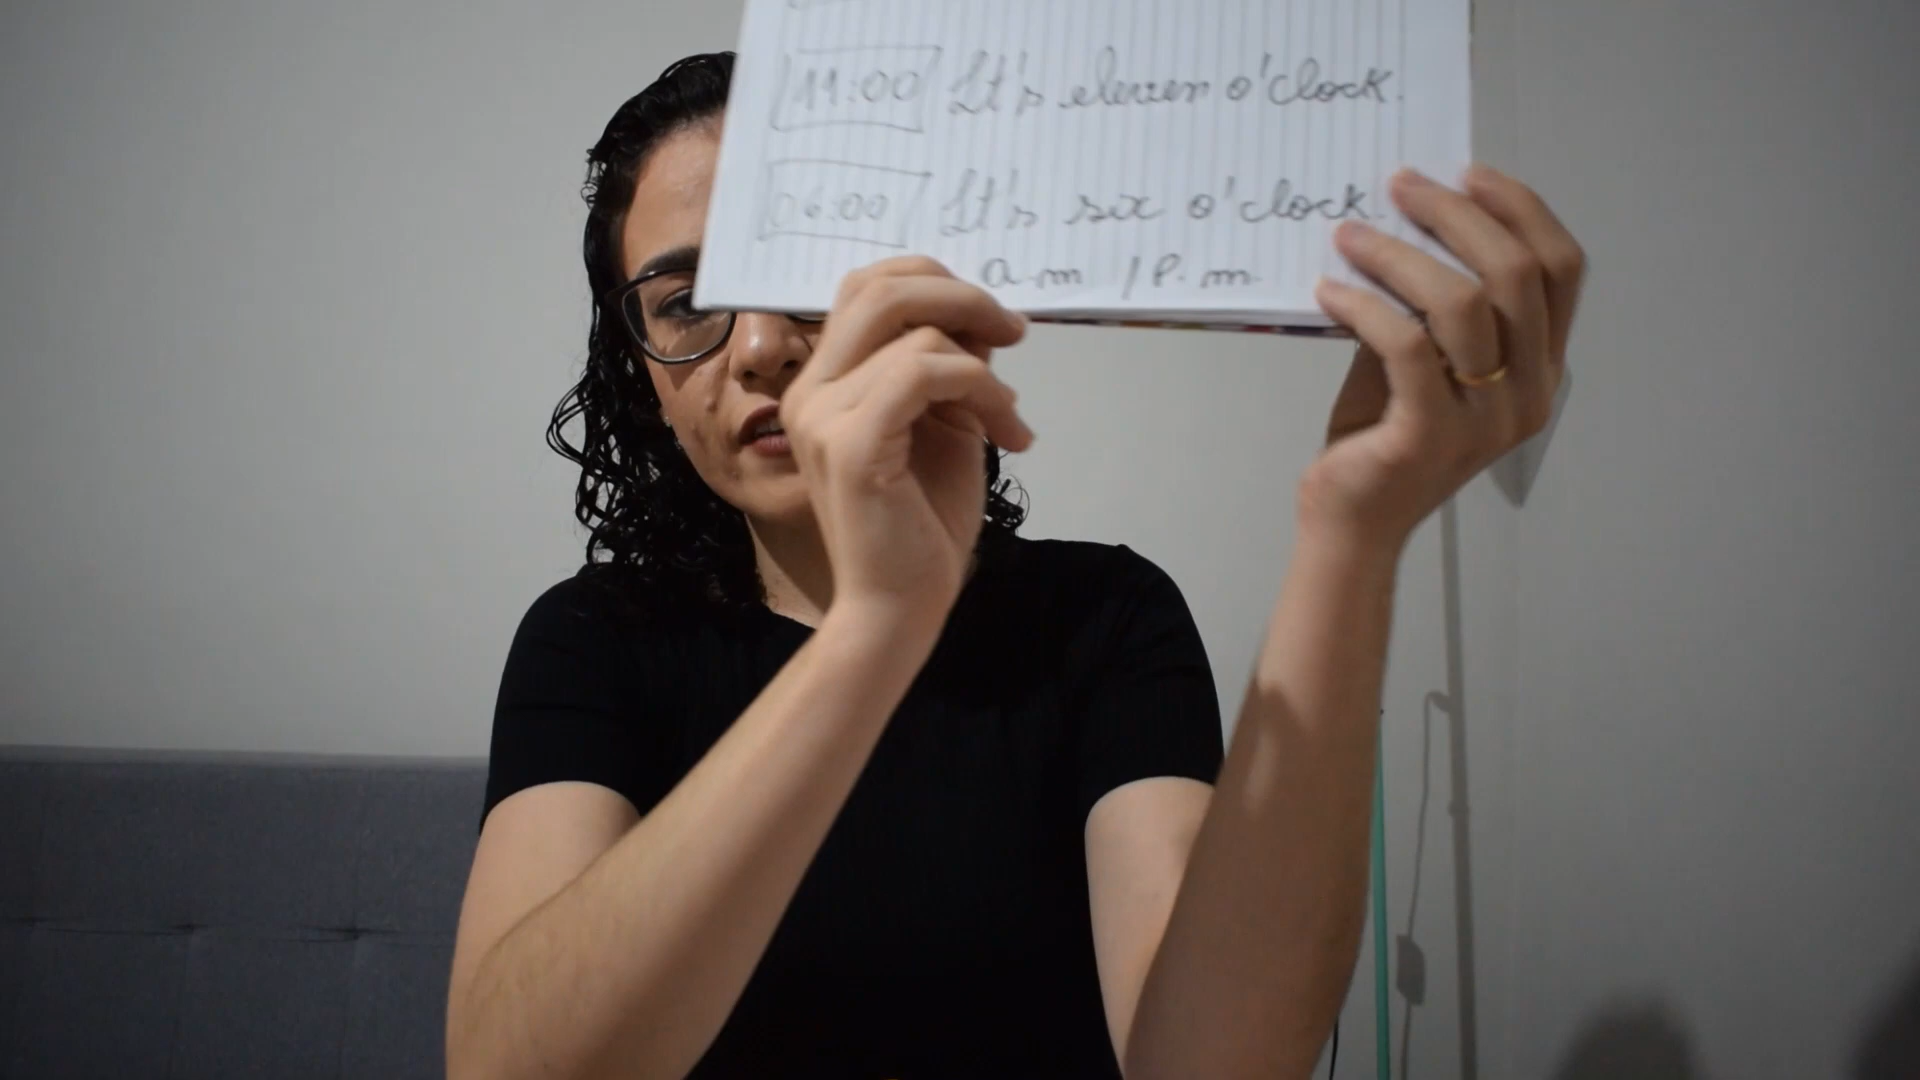 11:00 It's eleven o'clock.
06:00 It's six o'clock.
a.m / P.m.